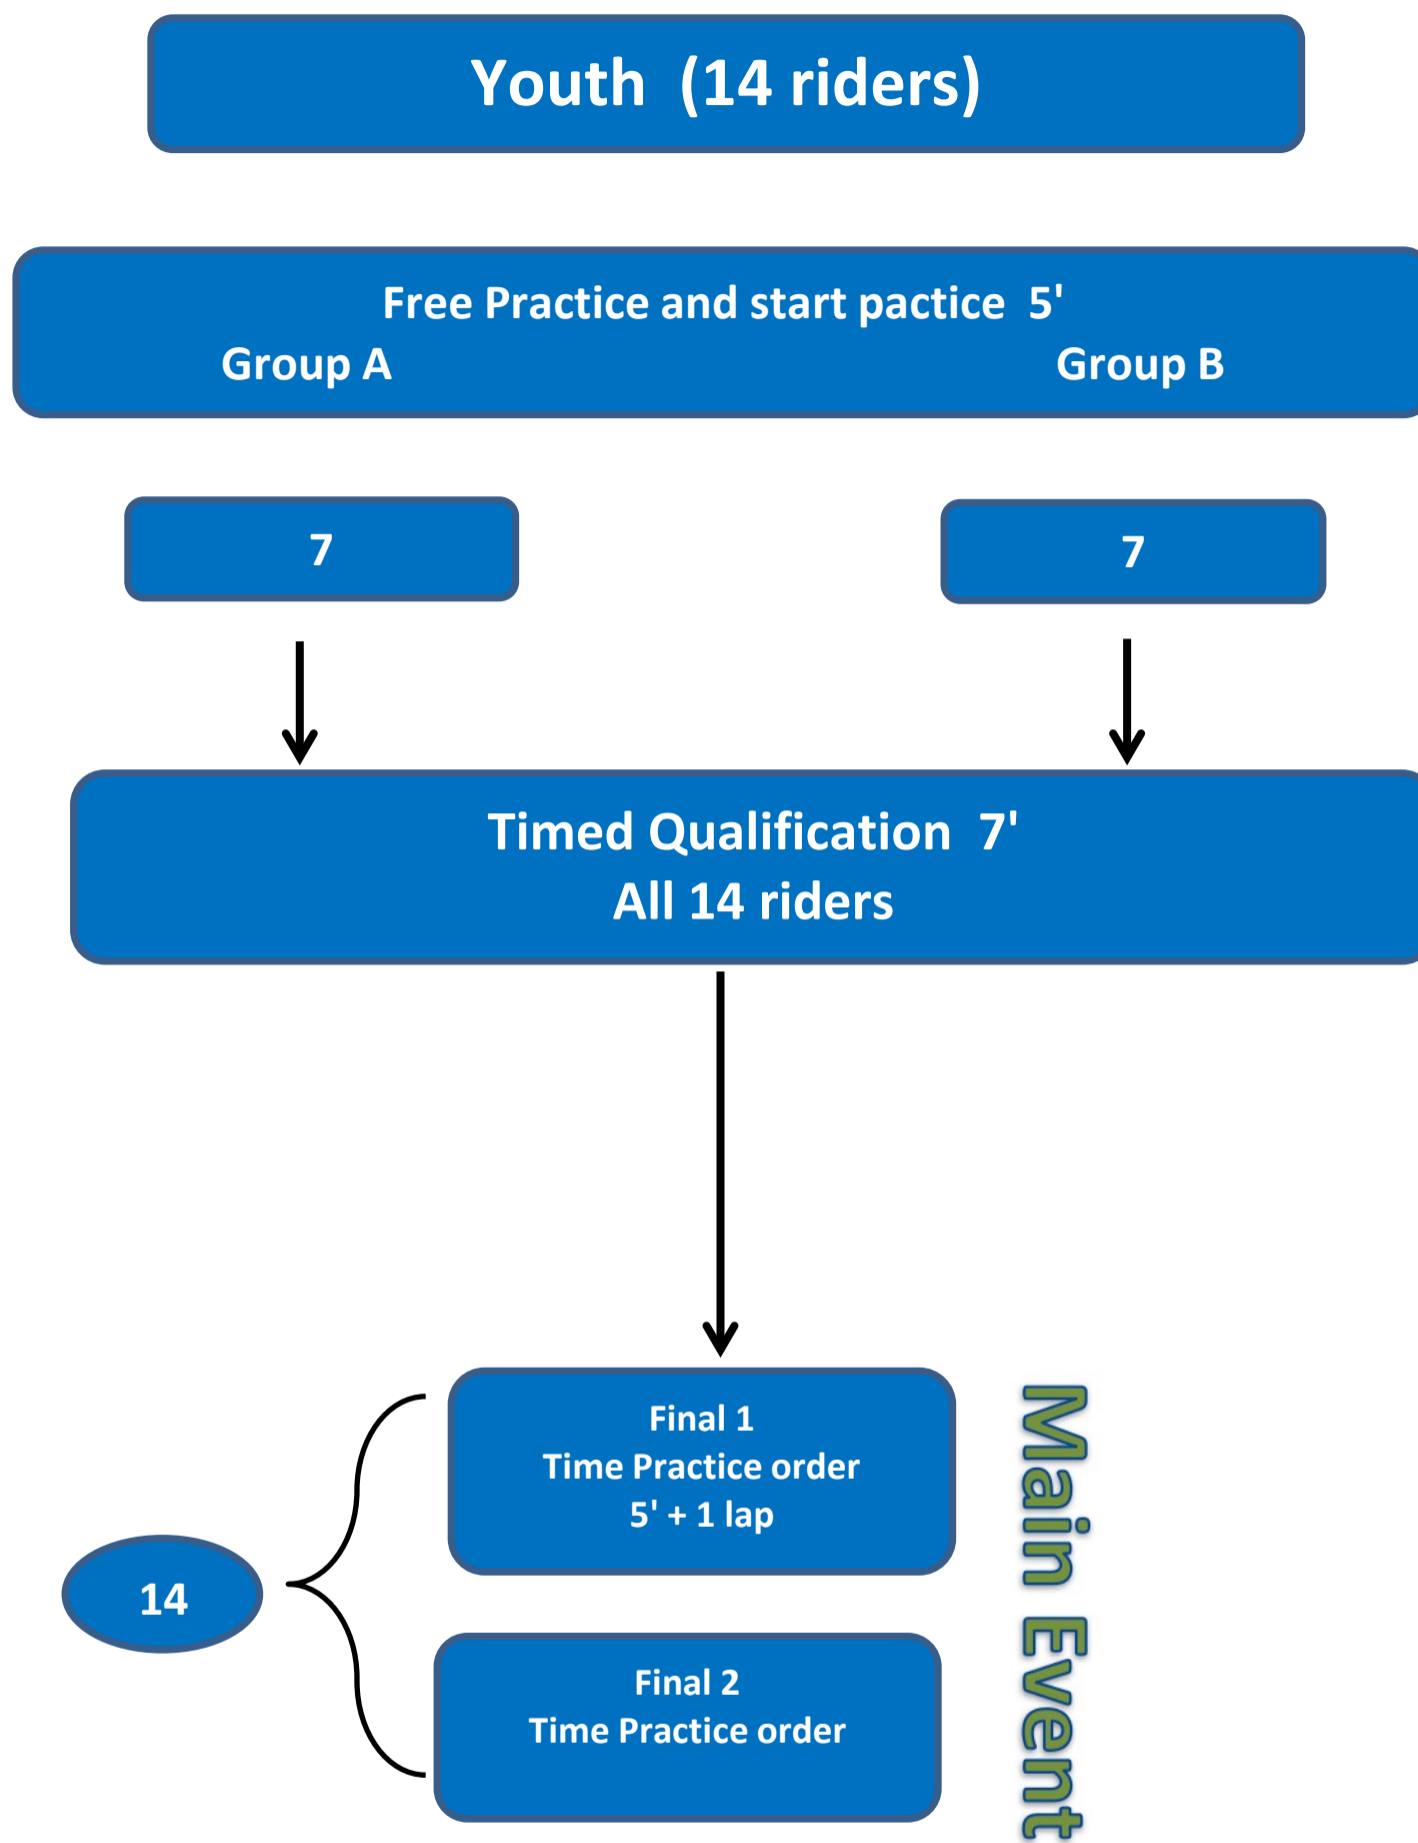 Youth (14 riders)
Free Practice and start pactice 5'
Group A Group B
7 7
Timed Qualification 7'
All 14 riders
Final 1
Time Practice order
5' + 1 lap
14
Final 2
Time Practice order
Main Event